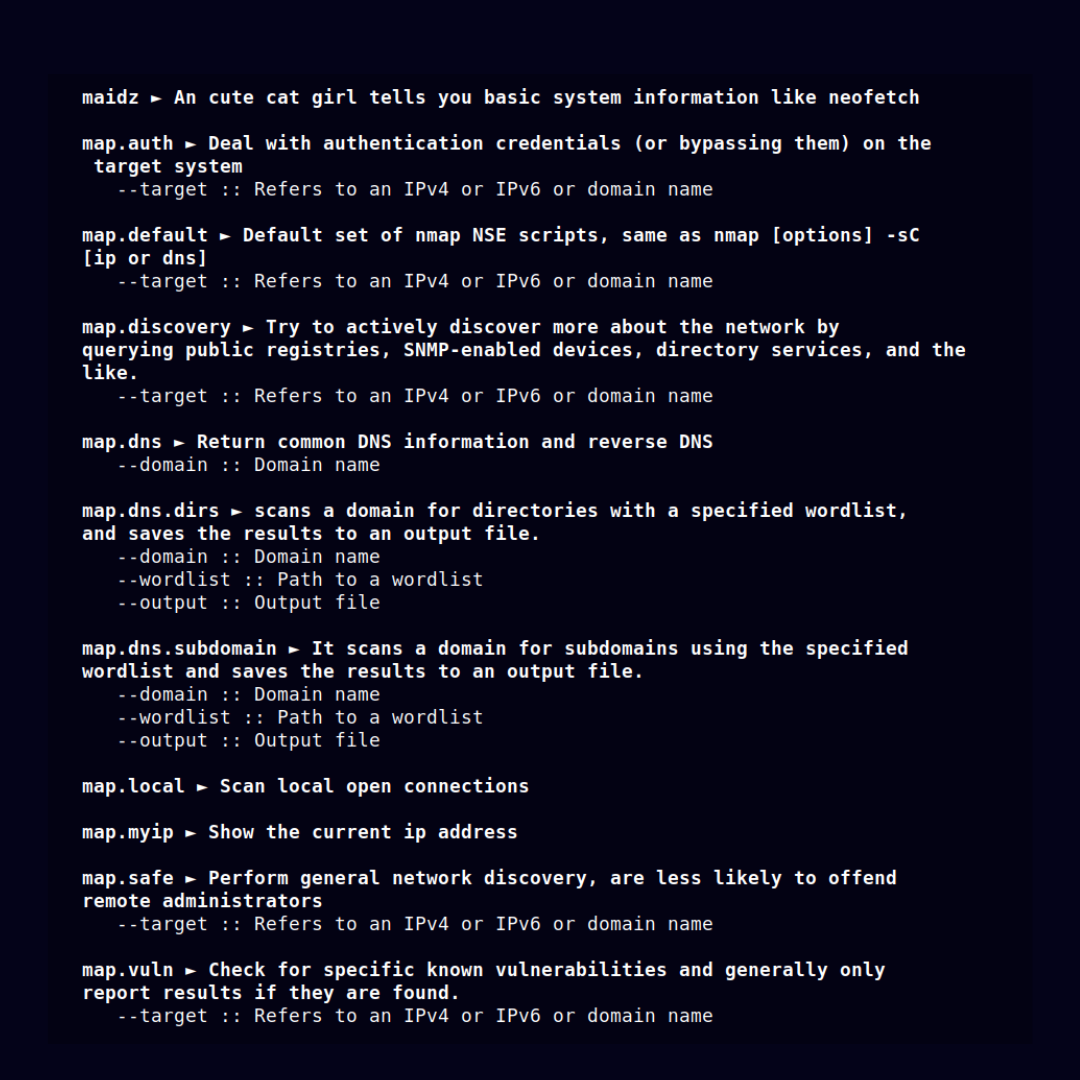 maidz ► An cute cat girl tells you basic system information like neofetch
map.auth ► Deal with authentication credentials (or bypassing them) on the
target system
--target :: Refers to an IPv4 or IPv6 or domain name
map.default ► Default set of nmap NSE scripts, same as nmap [options] -sC
[ip or dns]
--target :: Refers to an IPv4 or IPv6 or domain name
map.discovery ► Try to actively discover more about the network by
querying public registries, SNMP-enabled devices, directory services, and the
like.
--target :: Refers to an IPv4 or IPv6 or domain name
map.dns ► Return common DNS information and reverse DNS
--domain :: Domain name
map.dns.dirs ► scans a domain for directories with a specified wordlist,
and saves the results to an output file.
--domain :: Domain name
--wordlist :: Path to a wordlist
--output :: Output file
map.dns.subdomain ► It scans a domain for subdomains using the specified
wordlist and saves the results to an output file.
--domain :: Domain name
--wordlist :: Path to a wordlist
--output :: Output file
map.local ► Scan local open connections
map.myip ► Show the current ip address
map.safe ► Perform general network discovery, are less likely to offend
remote administrators
--target :: Refers to an IPv4 or IPv6 or domain name
map.vuln ► Check for specific known vulnerabilities and generally only
report results if they are found.
--target :: Refers to an IPv4 or IPv6 or domain name